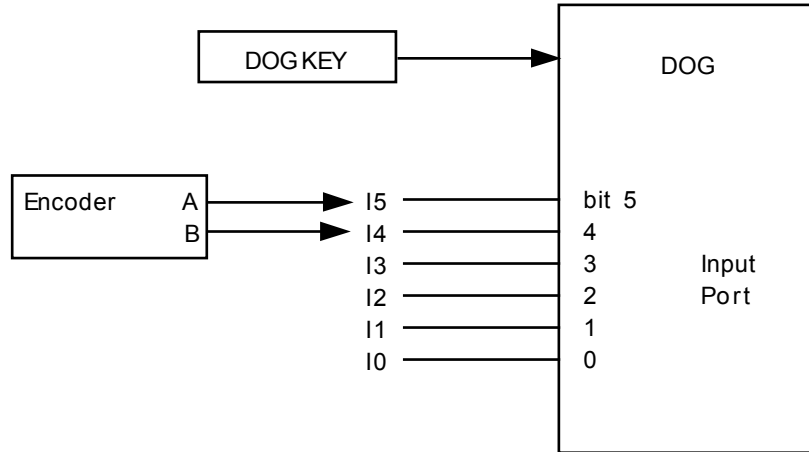 DOG KEY
DOG
Encoder A
B
I5 bit 5
I4 4
I3 3 Input
I2 2 Port
I1 1
I0 0